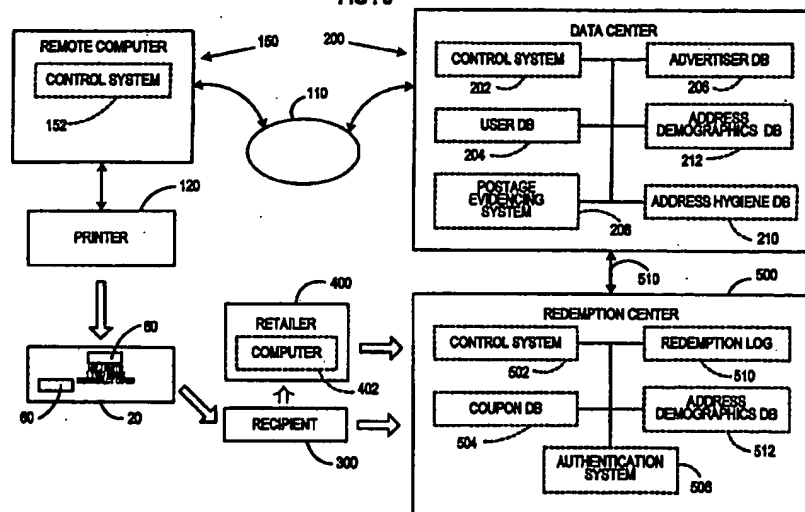 REMOTE COMPUTER
CONTROL SYSTEM
152
150
200
110
DATA CENTER
CONTROL SYSTEM
202
ADVERTISER DB
206
USER DB
204
ADDRESS
DEMOGRAPHICS DB
212
POSTAGE
EVIDENCING
SYSTEM
208
ADDRESS HYGIENE DB
210
120
PRINTER
510
500
400
RETAILER
COMPUTER
402
REDEMPTION CENTER
CONTROL SYSTEM
502
REDEMPTION LOG
510
60
60
20
RECIPIENT
300
COUPON DB
504
ADDRESS
DEMOGRAPHICS DB
512
AUTHENTICATION
SYSTEM
506